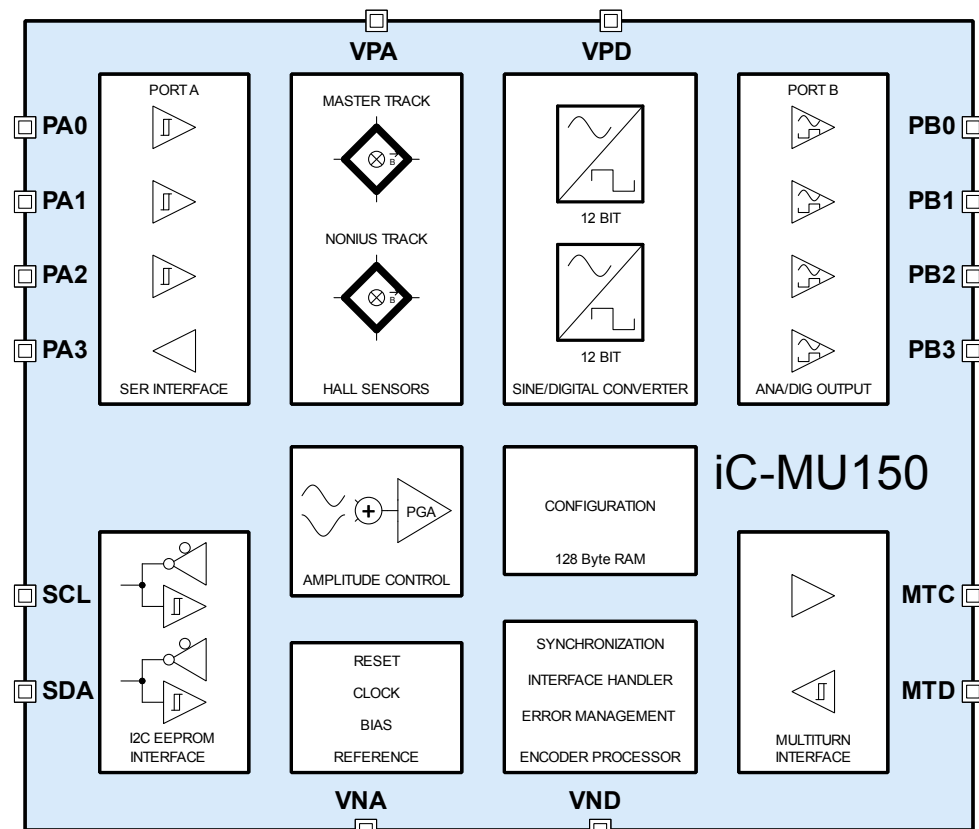 VPA
VPD
PORT A
MASTER TRACK
PORT B
PA0
B
PB0
PA1
12 BIT
PB1
NONIUS TRACK
PA2
B
PB2
PA3
12 BIT
PB3
SER INTERFACE
HALL SENSORS
SINE/DIGITAL CONVERTER
ANA/DIG OUTPUT
iC-MU150
PGA
CONFIGURATION
128 Byte RAM
AMPLITUDE CONTROL
SCL
MTC
SYNCHRONIZATION
RESET
INTERFACE HANDLER
SDA
CLOCK
MTD
ERROR MANAGEMENT
BIAS
I2C EEPROM
INTERFACE
REFERENCE
ENCODER PROCESSOR
MULTITURN
INTERFACE
VNA
VND